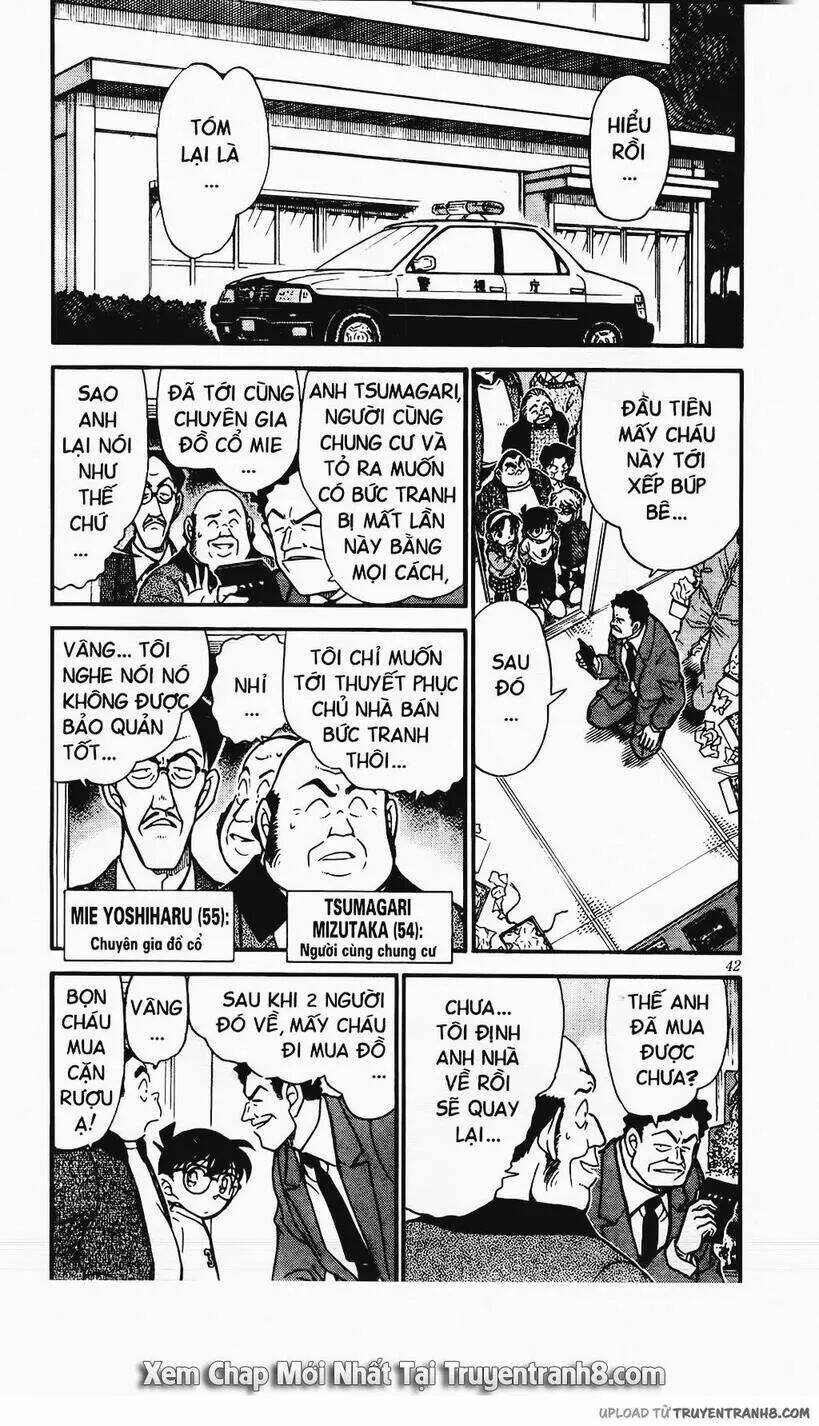 HIỂU
RỒI
...
TÓM
LẠI LÀ
...
警視庁
ĐẦU TIÊN
MẤY CHÁU
NÀY TỚI
XẾP BÚP
BÊ...
SAU
ĐÓ
...
ANH TSUMAGARI,
NGƯỜI CÙNG
CHUNG CƯ VÀ
TỎ RA MUỐN
CÓ BỨC TRANH
BỊ MẤT LẦN
NÀY BẰNG
MỌI CÁCH,
ĐÃ TỚI CÙNG
CHUYÊN GIA
ĐỒ CỔ MIE
...
SAO
ANH
LẠI NÓI
NHƯ
THẾ
CHỨ
...
TÔI CHỈ MUỐN
TỚI THUYẾT PHỤC
CHỦ NHÀ BÁN
BỨC TRANH
THÔI...
NHỈ
...
VÂNG... TÔI
NGHE NÓI NÓ
KHÔNG ĐƯỢC
BẢO QUẢN
TỐT...
TSUMAGARI
MIZUTAKA (54):
Người cùng chung cư
MIE YOSHIHARU (55):
Chuyên gia đồ cổ
42
THẾ ANH
ĐÃ MUA
ĐƯỢC
CHƯA?
CHƯA...
TÔI ĐỊNH
ANH NHÀ
VỀ RỒI
SẼ QUAY
LẠI...
SAU KHI 2 NGƯỜI
ĐÓ VỀ, MẤY CHÁU
ĐI MUA ĐỒ
...
VÂNG
...
BỌN
CHÁU
MUA
CẶN
RƯỢU
Ạ!
Xem Chap Mới Nhất Tại Truyentranh8.com
UPLOAD TỪ TRUYENTRANH8.COM